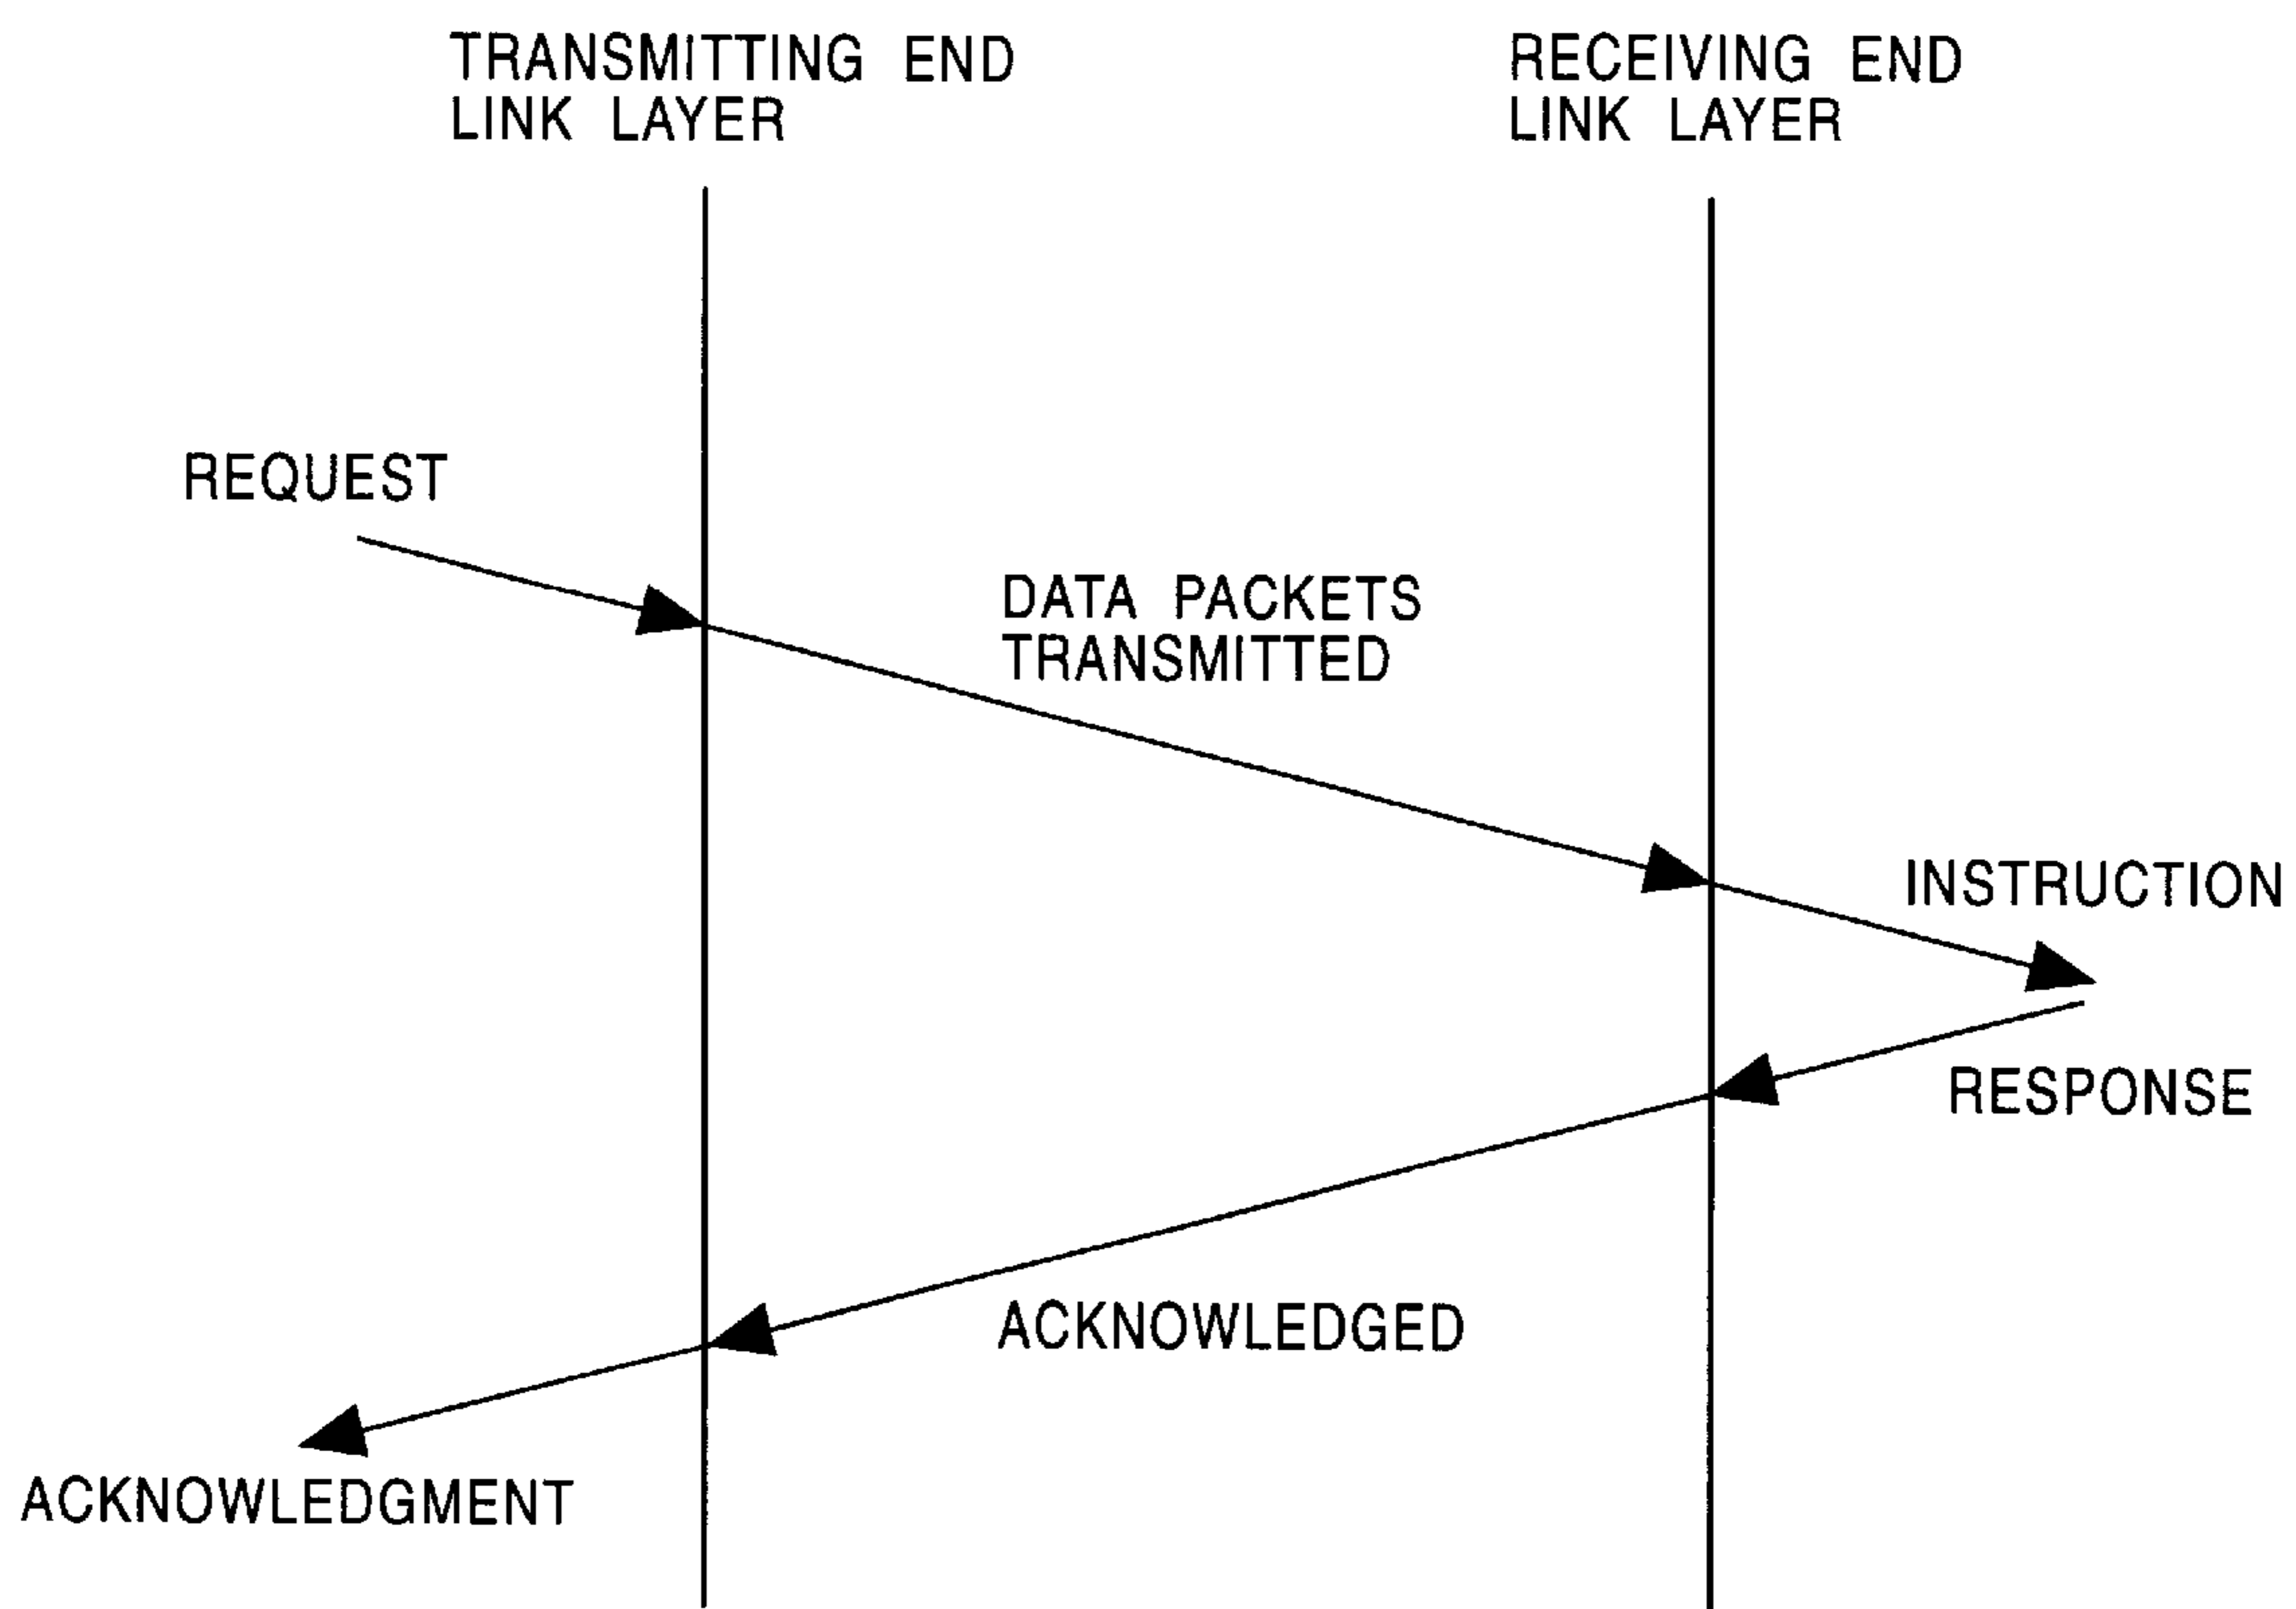 TRANSMITTING END
LINK LAYER
RECEIVING END
LINK LAYER
REQUEST
DATA PACKETS
TRANSMITTED
INSTRUCTION
RESPONSE
ACKNOWLEDGED
ACKNOWLEDGMENT